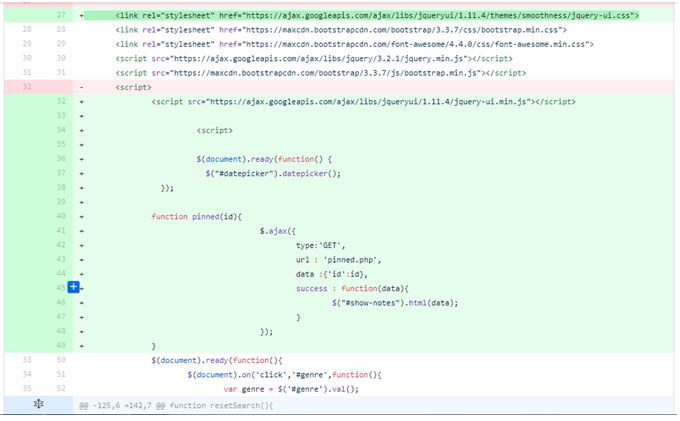 27 + <link rel="stylesheet" href="https://ajax.googleapis.com/ajax/libs/jqueryui/1.11.4/themes/smoothness/jquery-ui.css">
28 28 <link rel="stylesheet" href="https://maxcdn.bootstrapcdn.com/bootstrap/3.3.7/css/bootstrap.min.css">
29 29 <link rel="stylesheet" href="https://maxcdn.bootstrapcdn.com/font-awesome/4.4.0/css/font-awesome.min.css">
30 30 <script src="https://ajax.googleapis.com/ajax/libs/jquery/3.2.1/jquery.min.js"></script>
31 31 <script src="https://maxcdn.bootstrapcdn.com/bootstrap/3.3.7/js/bootstrap.min.js"></script>
32 - <script>
32 + <script src="https://ajax.googleapis.com/ajax/libs/jqueryui/1.11.4/jquery-ui.min.js"></script>
33 +
34 + <script>
35 +
36 + $(document).ready(function() {
37 + $("#datepicker").datepicker();
38 + });
39 +
40 + function pinned(id){
41 + $.ajax({
42 + type:'GET',
43 + url : 'pinned.php',
44 + data :{'id':id},
45 + success : function(data){
46 + $("#show-notes").html(data);
47 + }
48 + });
49 + }
33 50 $(document).ready(function(){
34 51 $(document).on('click','#genre',function(){
35 52 var genre = $('#genre').val();
@@ -125,6 +142,7 @@ function resetSearch(){